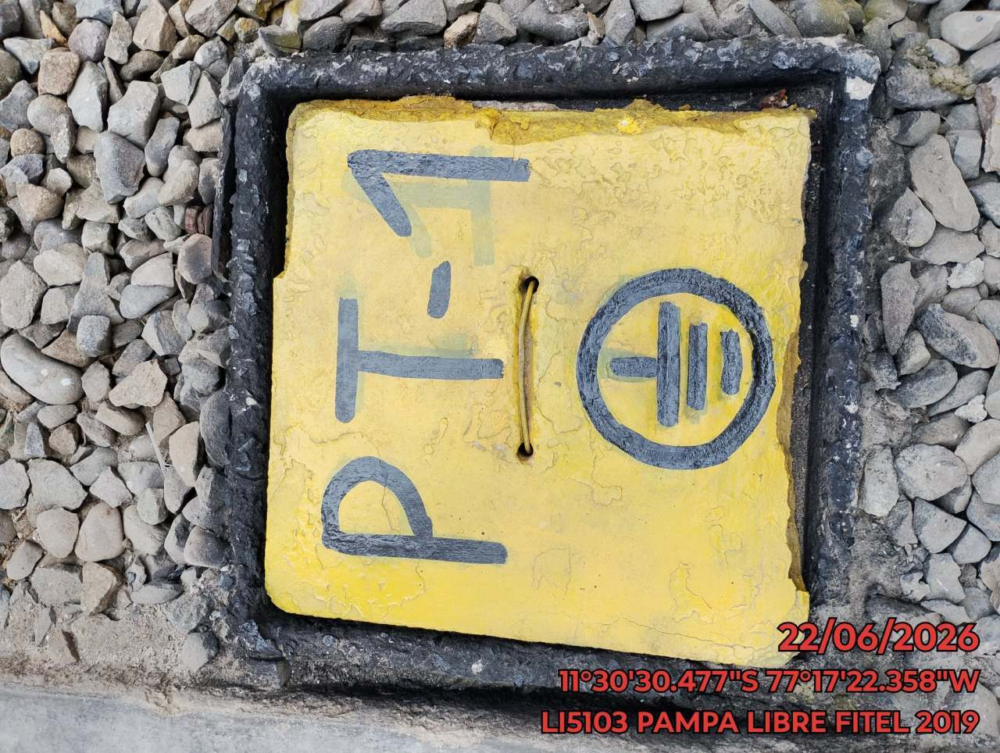 PT-1
22/06/2026
11°30'30.477"S 77°17'22.358"W
LI5103 PAMPA LIBRE FITEL 2019